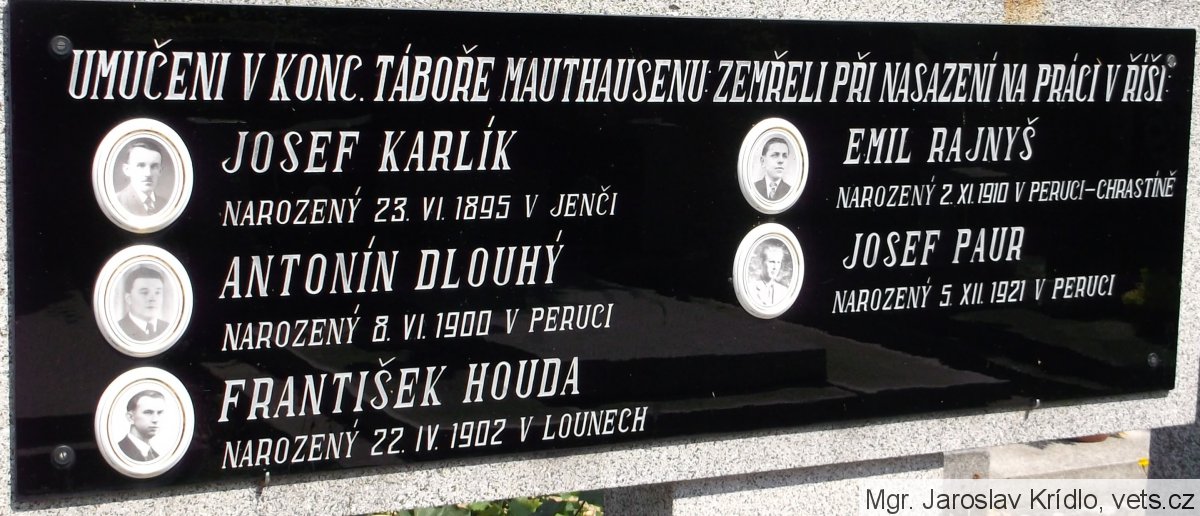 UMUČENI V KONC. TÁBOŘE MAUTHAUSENU:
JOSEF KARLÍK
NAROZENÝ 23. VI. 1895 V JENČI
ANTONÍN DLOUHÝ
NAROZENÝ 8. VI. 1900 V PERUCI
FRANTIŠEK HOUDA
NAROZENÝ 22. IV. 1902 V LOUNECH
ZEMŘELI PŘI NASAZENÍ NA PRÁCI V ŘÍŠI
EMIL RAJNYŠ
NAROZENÝ 2. XI. 1910 V PERUCI-CHRASTÍNĚ
JOSEF PAUR
NAROZENÝ 5. XII. 1921 V PERUCI
Mgr. Jaroslav Krídlo, vets.cz